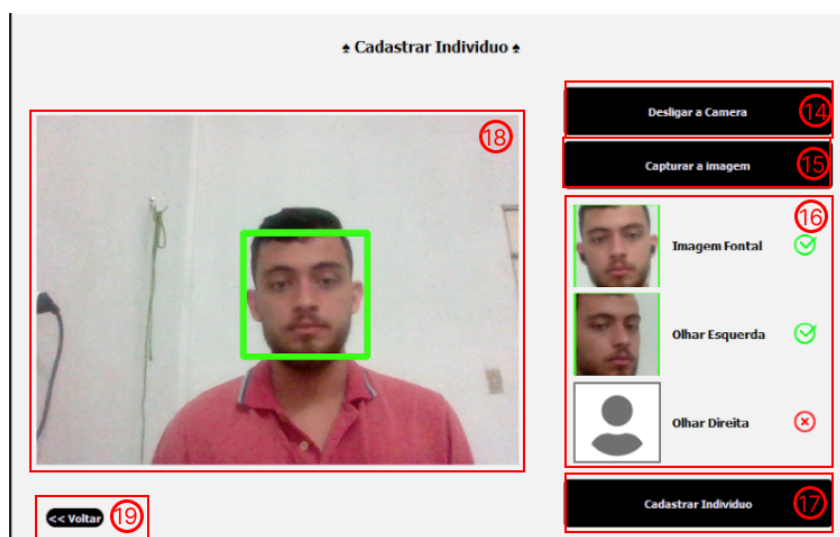 ♠ Cadastrar Individuo ♠
Desligar a Camera
14
18
Capturar a imagem
15
16
Imagem Fontal
Olhar Esquerda
Olhar Direita
Cadastrar Individuo
17
<< Voltar
19